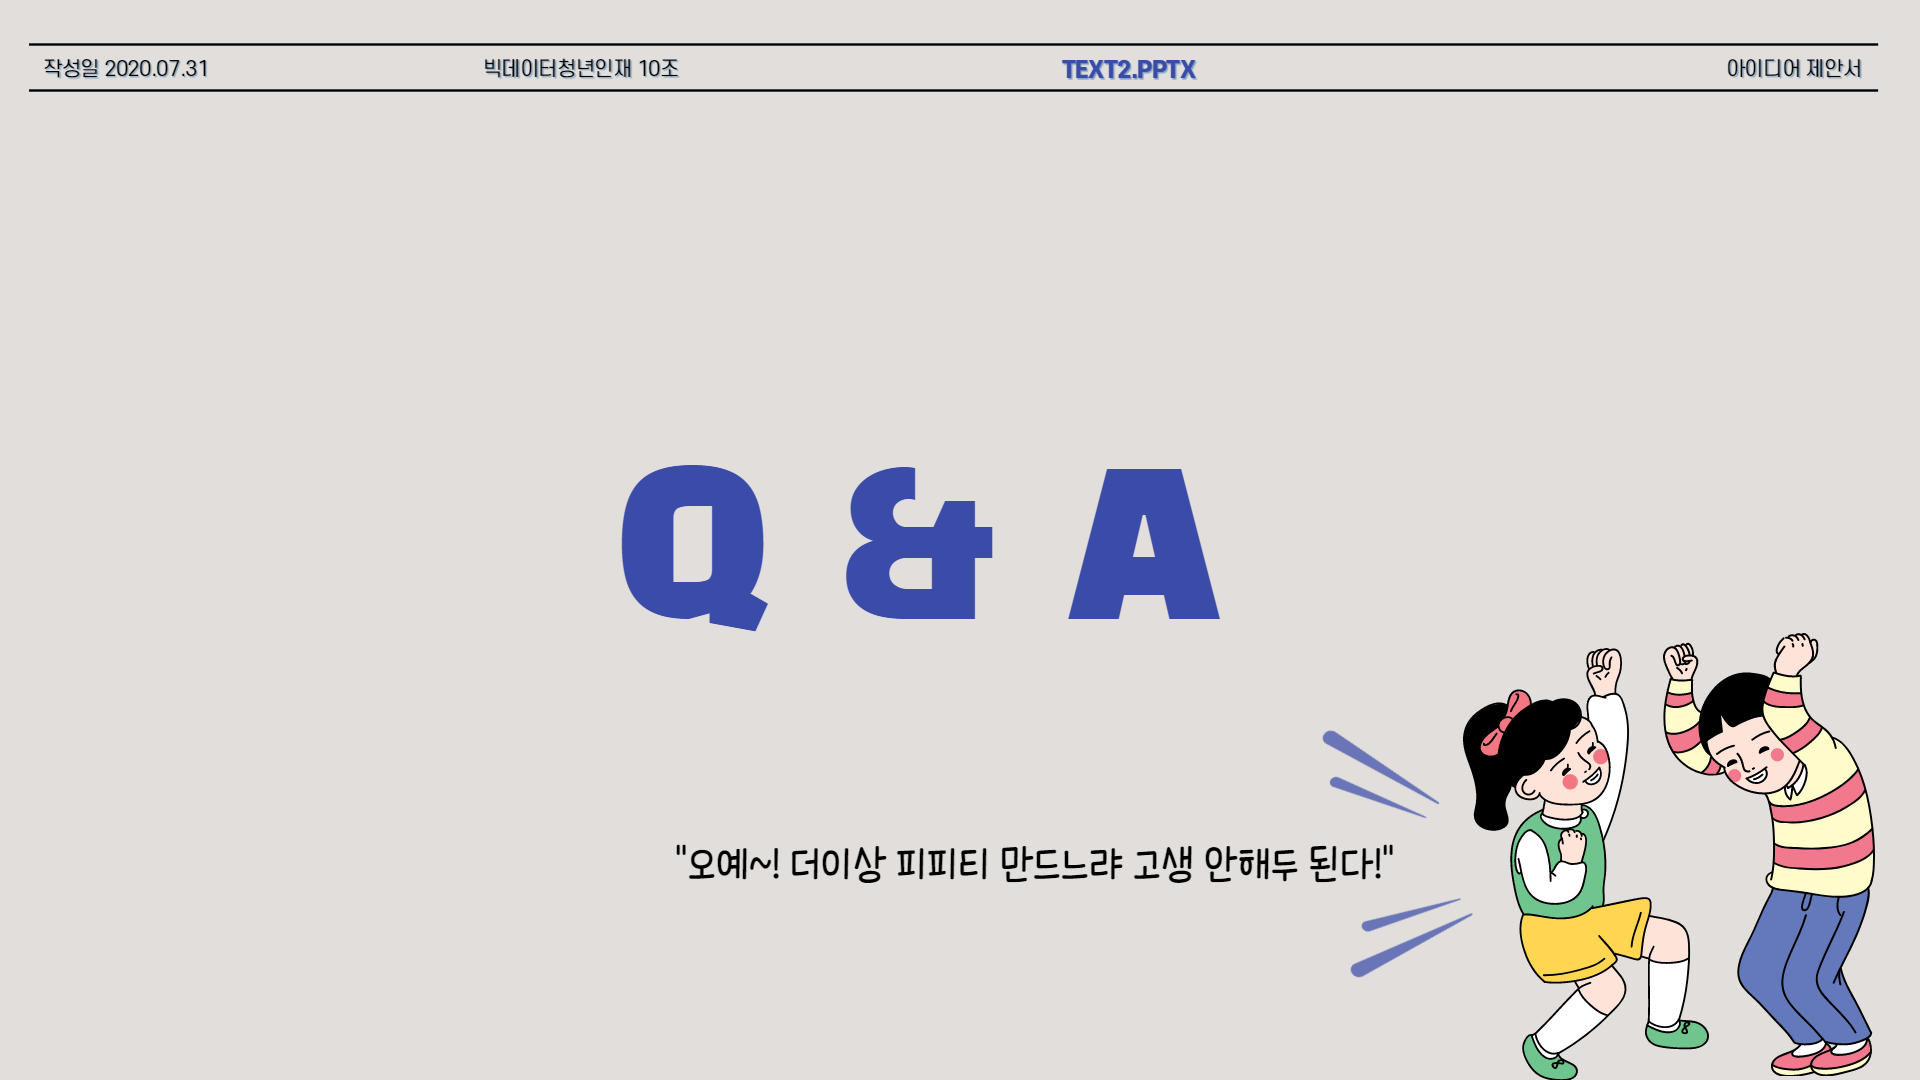 작성일 2020.07.31 빅데이터청년인재 10조 TEXT2.PPTX 아이디어 제안서
Q & A
"오예~! 더이상 피피티 만드느랴 고생 안해두 된다!"